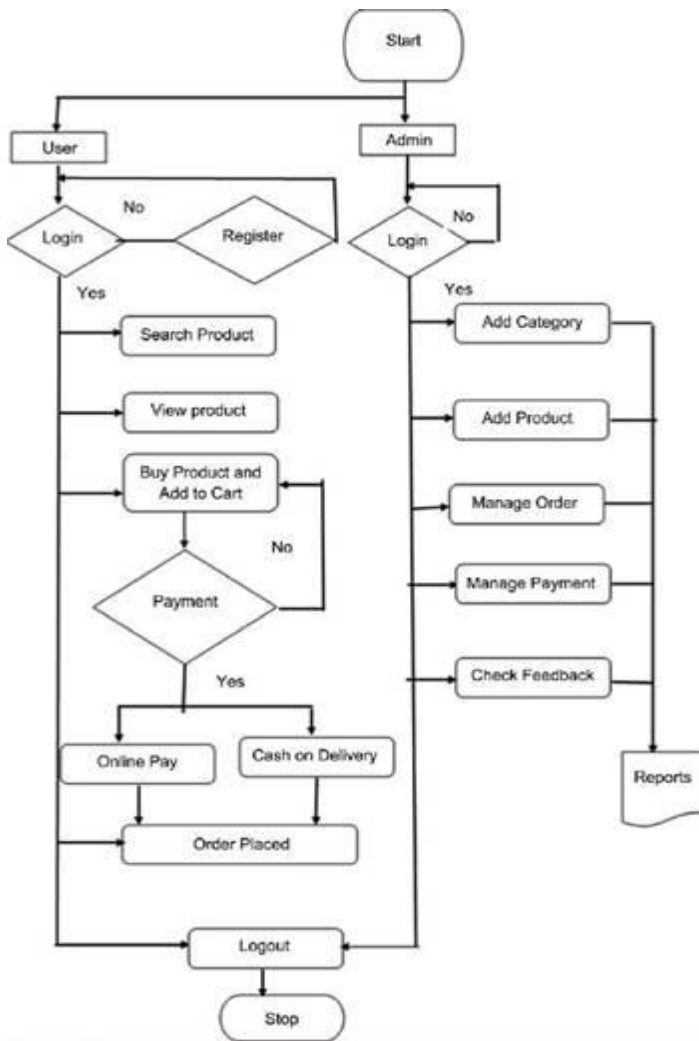 Start
User
Admin
No
No
Login
Register
Login
Yes
Yes
Search Product
Add Category
View product
Add Product
Buy Product and
Add to Cart
Manage Order
No
Payment
Manage Payment
Yes
Check Feedback
Online Pay
Cash on Delivery
Reports
Order Placed
Logout
Stop